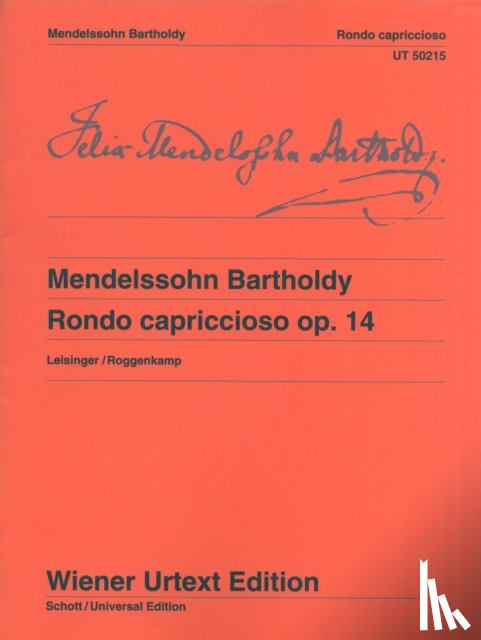 Mendelssohn Bartholdy
Rondo capriccioso
UT 50215
Felix Mendelssohn Bartholdy
Mendelssohn Bartholdy
Rondo capriccioso op. 14
Leisinger/Roggenkamp
Wiener Urtext Edition
Schott/Universal Edition